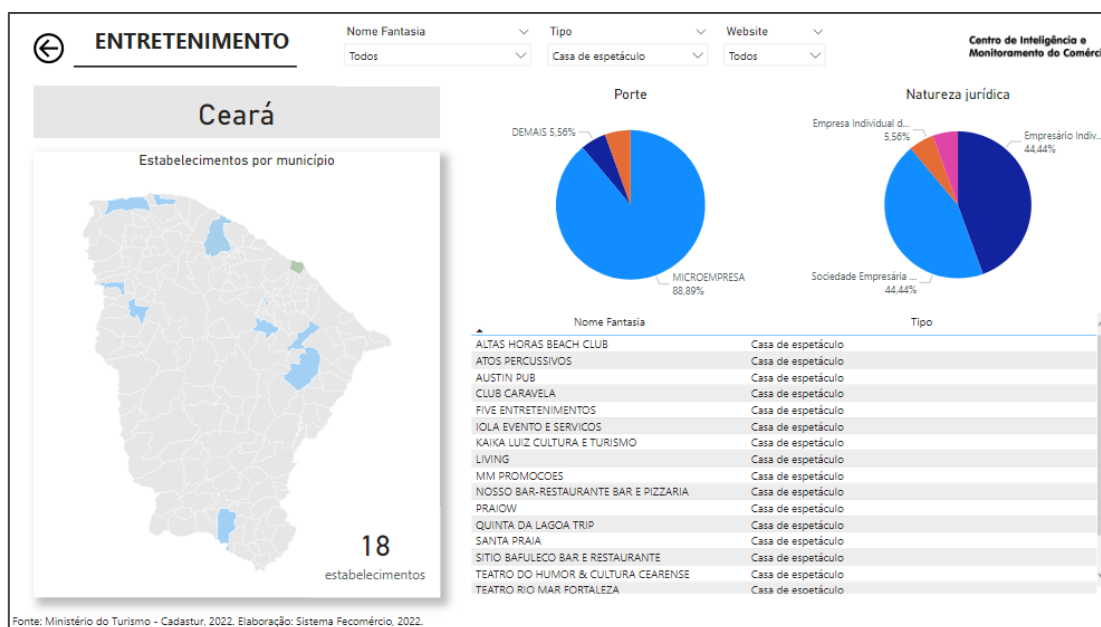 ENTRETENIMENTO
Nome Fantasia
Todos
Tipo
Casa de espetáculo
Website
Todos
Centro de Inteligência e
Monitoramento do Comérci
Ceará
Estabelecimentos por município
18
estabelecimentos
Porte
DEMAIS 5,56%
MICROEMPRESA
88,89%
Natureza jurídica
Empresa Individual d...
5,56%
Empresário Indiv...
44,44%
Sociedade Empresária ...
44,44%
Nome Fantasia Tipo
ALTAS HORAS BEACH CLUB Casa de espetáculo
ATOS PERCUSSIVOS Casa de espetáculo
AUSTIN PUB Casa de espetáculo
CLUB CARAVELA Casa de espetáculo
FIVE ENTRETENIMENTOS Casa de espetáculo
IOLA EVENTO E SERVICOS Casa de espetáculo
KAIKA LUIZ CULTURA E TURISMO Casa de espetáculo
LIVING Casa de espetáculo
MM PROMOCOES Casa de espetáculo
NOSSO BAR-RESTAURANTE BAR E PIZZARIA Casa de espetáculo
PRAIOW Casa de espetáculo
QUINTA DA LAGOA TRIP Casa de espetáculo
SANTA PRAIA Casa de espetáculo
SITIO BAFULECO BAR E RESTAURANTE Casa de espetáculo
TEATRO DO HUMOR & CULTURA CEARENSE Casa de espetáculo
TEATRO RIO MAR FORTALEZA Casa de espetáculo
Fonte: Ministério do Turismo - Cadastur, 2022. Elaboração: Sistema Fecomércio, 2022.